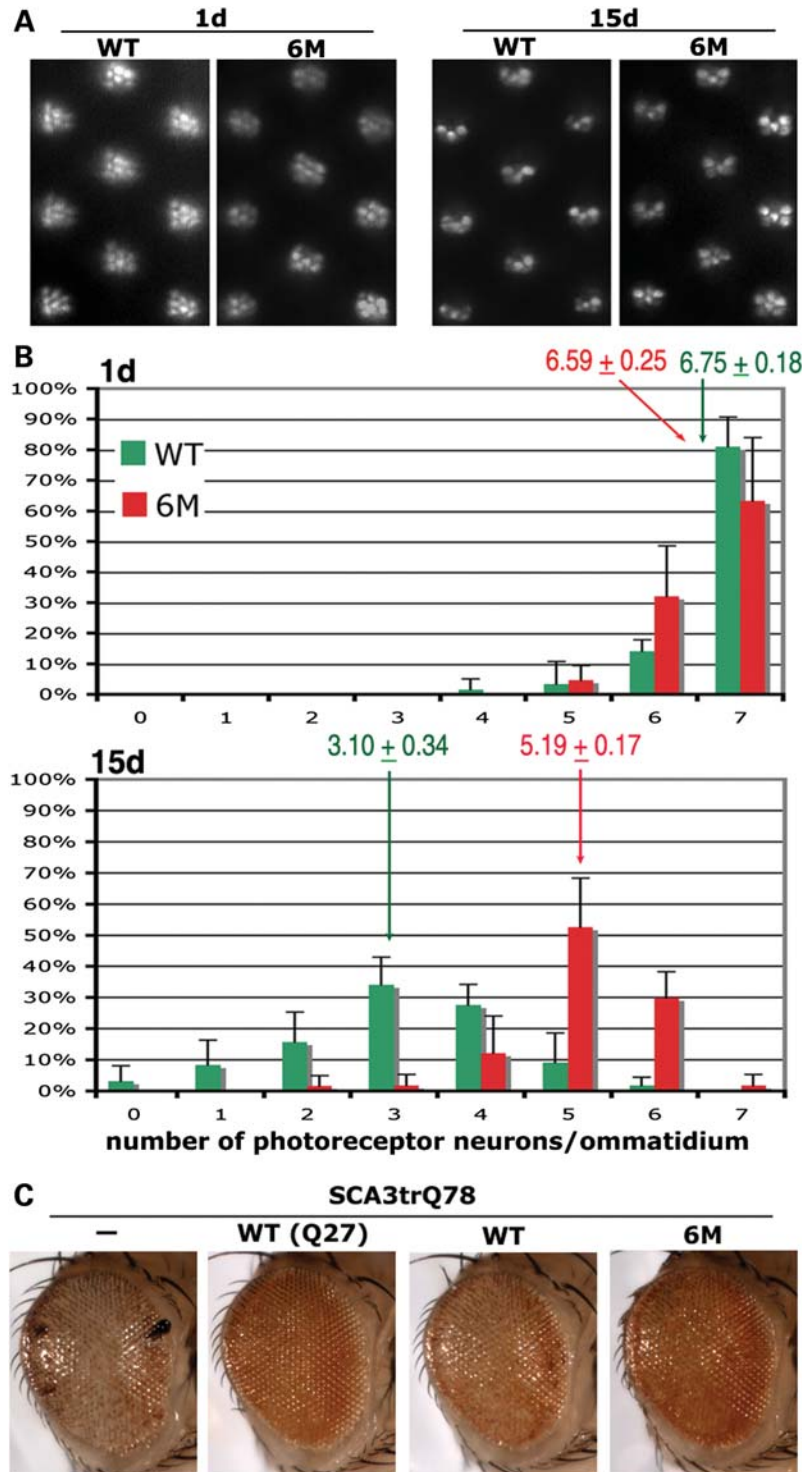 A
1d 15d
WT 6M WT 6M
B
6.59 ± 0.25 6.75 ± 0.18
1d
100%
90%
80%
70%
60%
50%
40%
30%
20%
10%
0%
WT
6M
0 1 2 3 4 5 6 7
3.10 ± 0.34 5.19 ± 0.17
15d
100%
90%
80%
70%
60%
50%
40%
30%
20%
10%
0%
0 1 2 3 4 5 6 7
number of photoreceptor neurons/ommatidium
C
SCA3trQ78
– WT (Q27) WT 6M